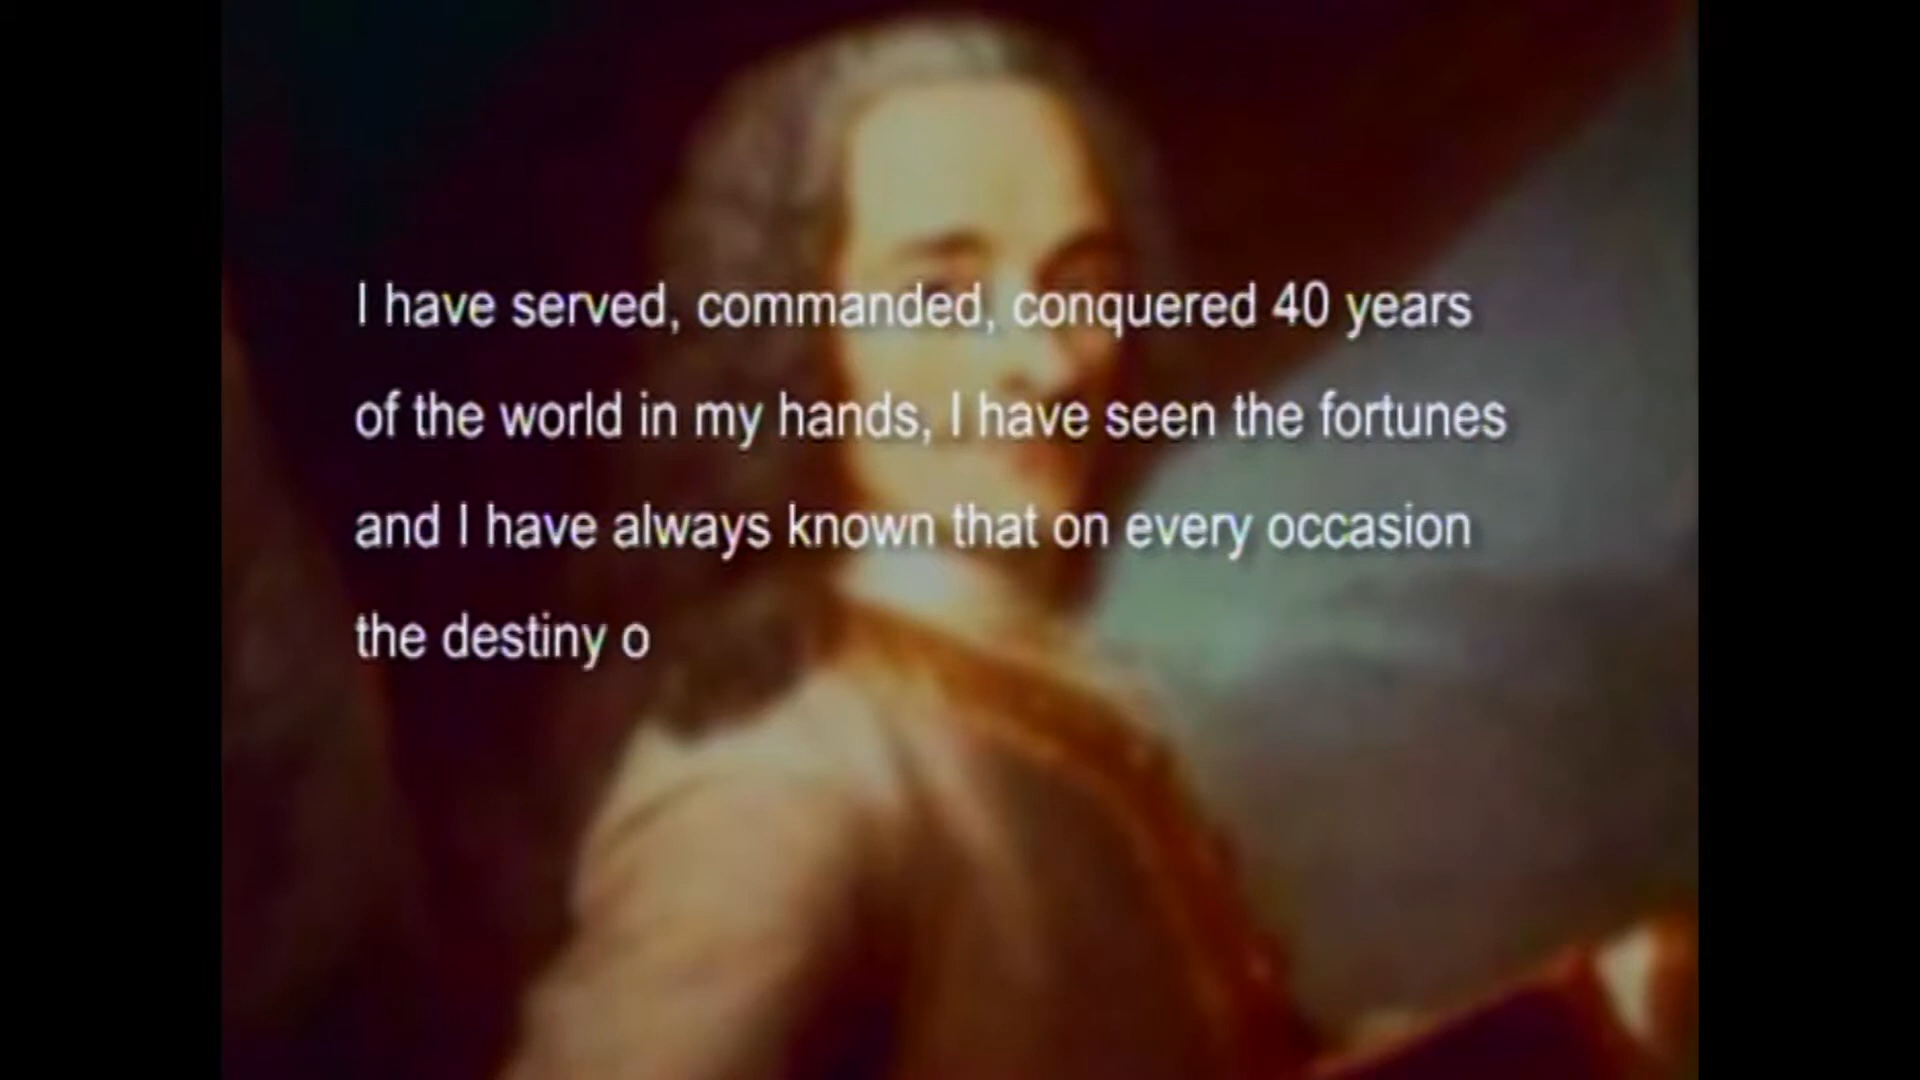 I have served, commanded, conquered 40 years
of the world in my hands, I have seen the fortunes
and I have always known that on every occasion
the destiny o